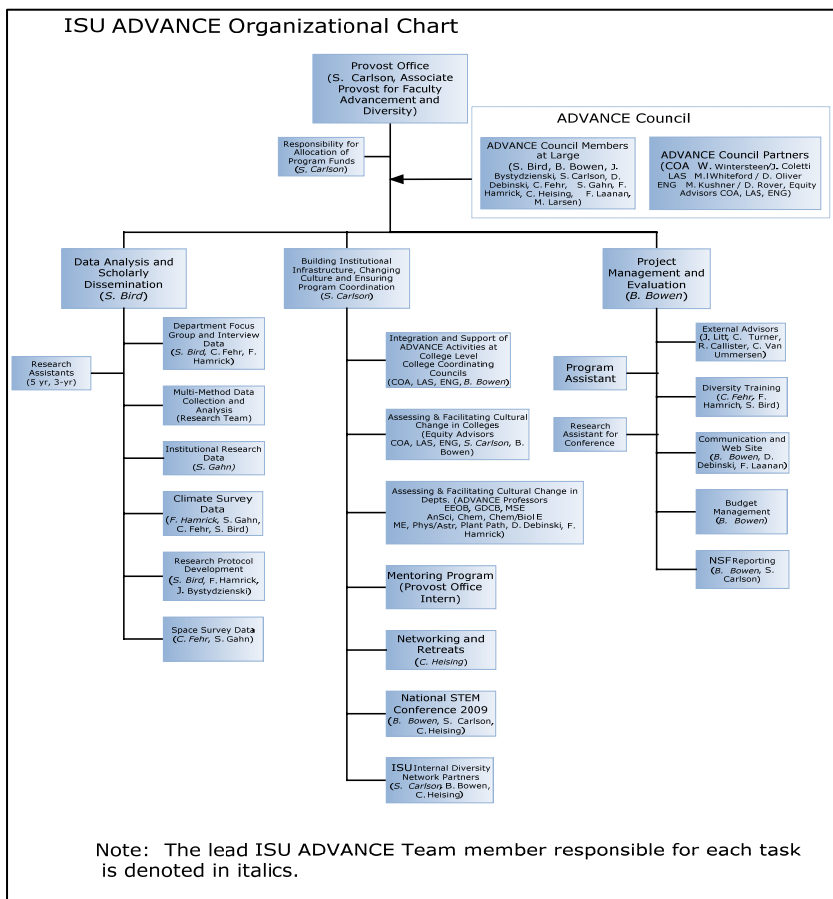 ISU ADVANCE Organizational Chart
Provost Office
(S. Carlson, Associate
Provost for Faculty
Advancement and
Diversity)
Responsibility for
Allocation of
Program Funds
(S. Carlson)
ADVANCE Council
ADVANCE Council Members
at Large
(S. Bird, B. Bowen, J.
Bystydzienski, S. Carlson, D.
Debinski, C. Fehr, S. Gahn, F.
Hamrick, C. Heising, F. Laanan,
M. Larsen)
ADVANCE Council Partners
(COA W. Wintersteen/J. Coletti
LAS M.IWhiteford / D. Oliver
ENG M. Kushner / D. Rover, Equity
Advisors COA, LAS, ENG)
Data Analysis and
Scholarly
Dissemination
(S. Bird)
Research
Assistants
(5 yr, 3-yr)
Department Focus
Group and Interview
Data
(S. Bird, C. Fehr, F.
Hamrick)
Multi-Method Data
Collection and
Analysis
(Research Team)
Institutional Research
Data
(S. Gahn)
Climate Survey
Data
(F. Hamrick, S. Gahn,
C. Fehr, S. Bird)
Research Protocol
Development
(S. Bird, F. Hamrick,
J. Bystydzienski)
Space Survey Data
(C. Fehr, S. Gahn)
Building Institutional
Infrastructure, Changing
Culture and Ensuring
Program Coordination
(S. Carlson)
Integration and Support of
ADVANCE Activities at
College Level
College Coordinating
Councils
(COA, LAS, ENG, B. Bowen)
Assessing & Facilitating Cultural
Change in Colleges
(Equity Advisors
COA, LAS, ENG, S. Carlson, B.
Bowen)
Assessing & Facilitating Cultural Change in
Depts. (ADVANCE Professors
EEOB, GDCB, MSE
AnSci, Chem, Chem/Biol E
ME, Phys/Astr, Plant Path, D. Debinski, F.
Hamrick)
Mentoring Program
(Provost Office
Intern)
Networking and
Retreats
(C. Heising)
National STEM
Conference 2009
(B. Bowen, S. Carlson,
C. Heising)
ISU Internal Diversity
Network Partners
(S. Carlson, B. Bowen,
C. Heising)
Project
Management and
Evaluation
(B. Bowen)
Program
Assistant
Research
Assistant for
Conference
External Advisors
(J. Litt, C. Turner,
R. Callister, C. Van
Ummersen)
Diversity Training
(C. Fehr, F.
Hamrich, S. Bird)
Communication and
Web Site
(B. Bowen, D.
Debinski, F. Laanan)
Budget
Management
(B. Bowen)
NSF Reporting
(B. Bowen, S.
Carlson)
Note: The lead ISU ADVANCE Team member responsible for each task
is denoted in italics.